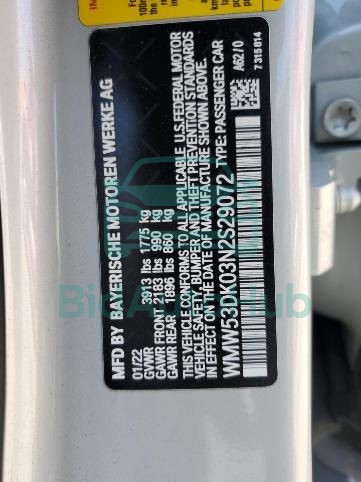 MFD BY BAYERISCHE MOTOREN WERKE AG
01/22
GVWR 3913 lbs 1775 kg
GAWR FRONT 2183 lbs 990 kg
GAWR REAR 1896 lbs 860 kg
THIS VEHICLE CONFORMS TO ALL APPLICABLE U.S. FEDERAL MOTOR
VEHICLE SAFETY, BUMPER AND THEFT PREVENTION STANDARDS
IN EFFECT ON THE DATE OF MANUFACTURE SHOWN ABOVE.
WMW53DK03N2S29072 TYPE: PASSENGER CAR
A62/0
7315814